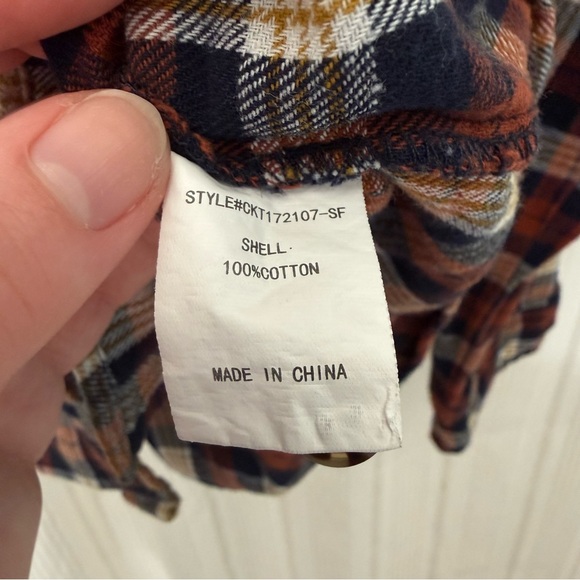 STYLE#CKT172107-SF
SHELL:
100%COTTON
MADE IN CHINA